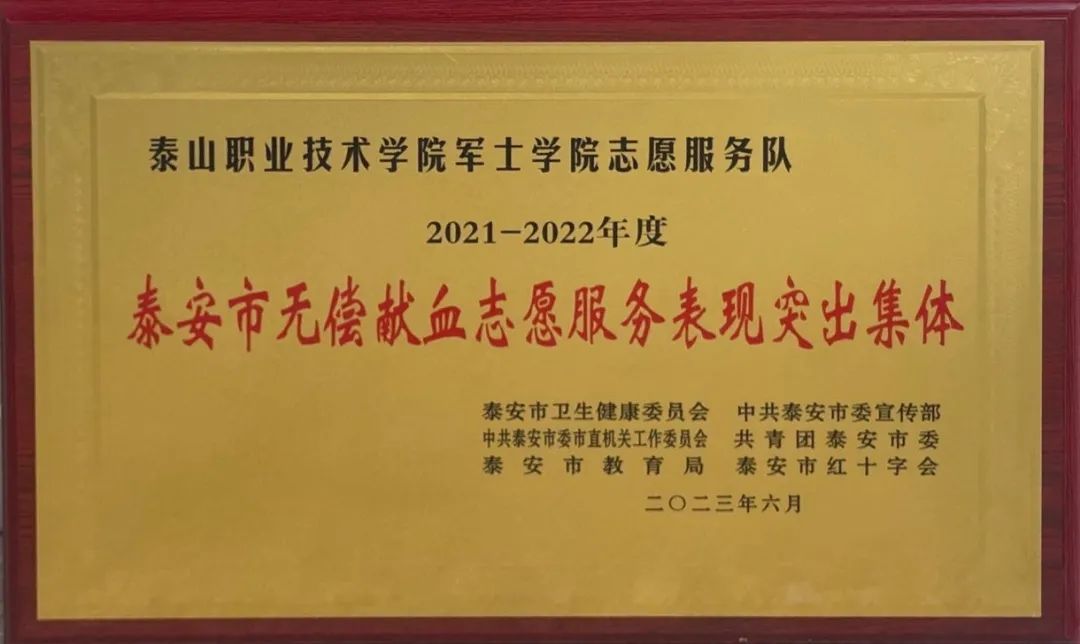 泰山职业技术学院军士学院志愿服务队
2021-2022年度
泰安市无偿献血志愿服务表现突出集体
泰安市卫生健康委员会 中共泰安市委宣传部
中共泰安市委市直机关工作委员会 共青团泰安市委
泰安市教育局 泰安市红十字会
二〇二三年六月